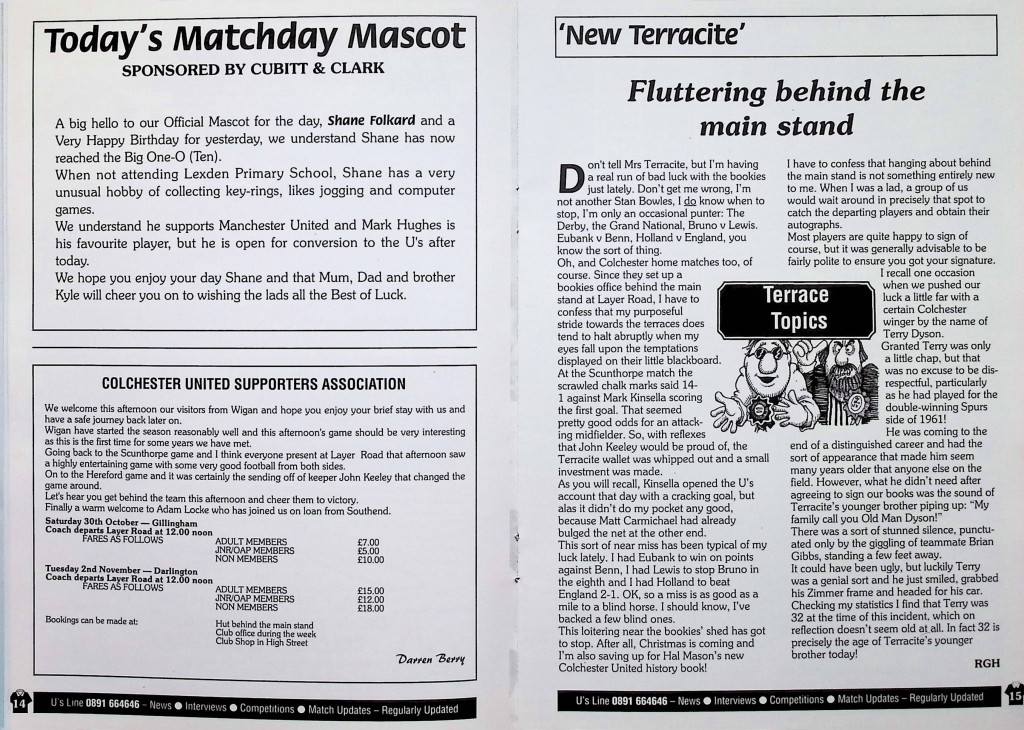 Today's Matchday Mascot
SPONSORED BY CUBITT & CLARK
A big hello to our Official Mascot for the day, Shane Folkard and a
Very Happy Birthday for yesterday, we understand Shane has now
reached the Big One-O (Ten).
When not attending Lexden Primary School, Shane has a very
unusual hobby of collecting key-rings, likes jogging and computer
games.
We understand he supports Manchester United and Mark Hughes is
his favourite player, but he is open for conversion to the U's after
today.
We hope you enjoy your day Shane and that Mum, Dad and brother
Kyle will cheer you on to wishing the lads all the Best of Luck.
COLCHESTER UNITED SUPPORTERS ASSOCIATION
We welcome this afternoon our visitors from Wigan and hope you enjoy your brief stay with us and
have a safe journey back later on.
Wigan have started the season reasonably well and this afternoon's game should be very interesting
as this is the first time for some years we have met.
Going back to the Scunthorpe game and I think everyone present at Layer Road that afternoon saw
a highly entertaining game with some very good football from both sides.
On to the Hereford game and it was certainly the sending off of keeper John Keeley that changed the
game around.
Let's hear you get behind the team this afternoon and cheer them to victory.
Finally a warm welcome to Adam Locke who has joined us on loan from Southend.
Saturday 30th October — Gillingham
Coach departs Layer Road at 12.00 noon
FARES AS FOLLOWS ADULT MEMBERS £7.00
JNR/OAP MEMBERS £5.00
NON MEMBERS £10.00
Tuesday 2nd November — Darlington
Coach departs Layer Road at 12.00 noon
FARES AS FOLLOWS ADULT MEMBERS £15.00
JNR/OAP MEMBERS £12.00
NON MEMBERS £18.00
Bookings can be made at: Hut behind the main stand
Club office during the week
Club Shop in High Street
Darren Berry
14 U's Line 0891 664646 – News ● Interviews ● Competitions ● Match Updates – Regularly Updated
'New Terracite'
Fluttering behind the
main stand
Don't tell Mrs Terracite, but I'm having
a real run of bad luck with the bookies
just lately. Don't get me wrong, I'm
not another Stan Bowles, I do know when to
stop, I'm only an occasional punter: The
Derby, the Grand National, Bruno v Lewis.
Eubank v Benn, Holland v England, you
know the sort of thing.
Oh, and Colchester home matches too, of
course. Since they set up a
bookies office behind the main
stand at Layer Road, I have to
confess that my purposeful
stride towards the terraces does
tend to halt abruptly when my
eyes fall upon the temptations
displayed on their little blackboard.
At the Scunthorpe match the
scrawled chalk marks said 14-
1 against Mark Kinsella scoring
the first goal. That seemed
pretty good odds for an attack-
ing midfielder. So, with reflexes
that John Keeley would be proud of, the
Terracite wallet was whipped out and a small
investment was made.
As you will recall, Kinsella opened the U's
account that day with a cracking goal, but
alas it didn't do my pocket any good,
because Matt Carmichael had already
bulged the net at the other end.
This sort of near miss has been typical of my
luck lately. I had Eubank to win on points
against Benn, I had Lewis to stop Bruno in
the eighth and I had Holland to beat
England 2-1. OK, so a miss is as good as a
mile to a blind horse. I should know, I've
backed a few blind ones.
This loitering near the bookies' shed has got
to stop. After all, Christmas is coming and
I'm also saving up for Hal Mason's new
Colchester United history book!
I have to confess that hanging about behind
the main stand is not something entirely new
to me. When I was a lad, a group of us
would wait around in precisely that spot to
catch the departing players and obtain their
autographs.
Most players are quite happy to sign of
course, but it was generally advisable to be
fairly polite to ensure you got your signature.
I recall one occasion
when we pushed our
luck a little far with a
certain Colchester
winger by the name of
Terry Dyson.
Granted Terry was only
a little chap, but that
was no excuse to be dis-
respectful, particularly
as he had played for the
double-winning Spurs
side of 1961!
He was coming to the
end of a distinguished career and had the
sort of appearance that made him seem
many years older that anyone else on the
field. However, what he didn't need after
agreeing to sign our books was the sound of
Terracite's younger brother piping up: "My
family call you Old Man Dyson!"
There was a sort of stunned silence, punctu-
ated only by the giggling of teammate Brian
Gibbs, standing a few feet away.
It could have been ugly, but luckily Terry
was a genial sort and he just smiled, grabbed
his Zimmer frame and headed for his car.
Checking my statistics I find that Terry was
32 at the time of this incident, which on
reflection doesn't seem old at all. In fact 32 is
precisely the age of Terracite's younger
brother today!
RGH
Terrace
Topics
U's Line 0891 664646 – News ● Interviews ● Competitions ● Match Updates – Regularly Updated 15